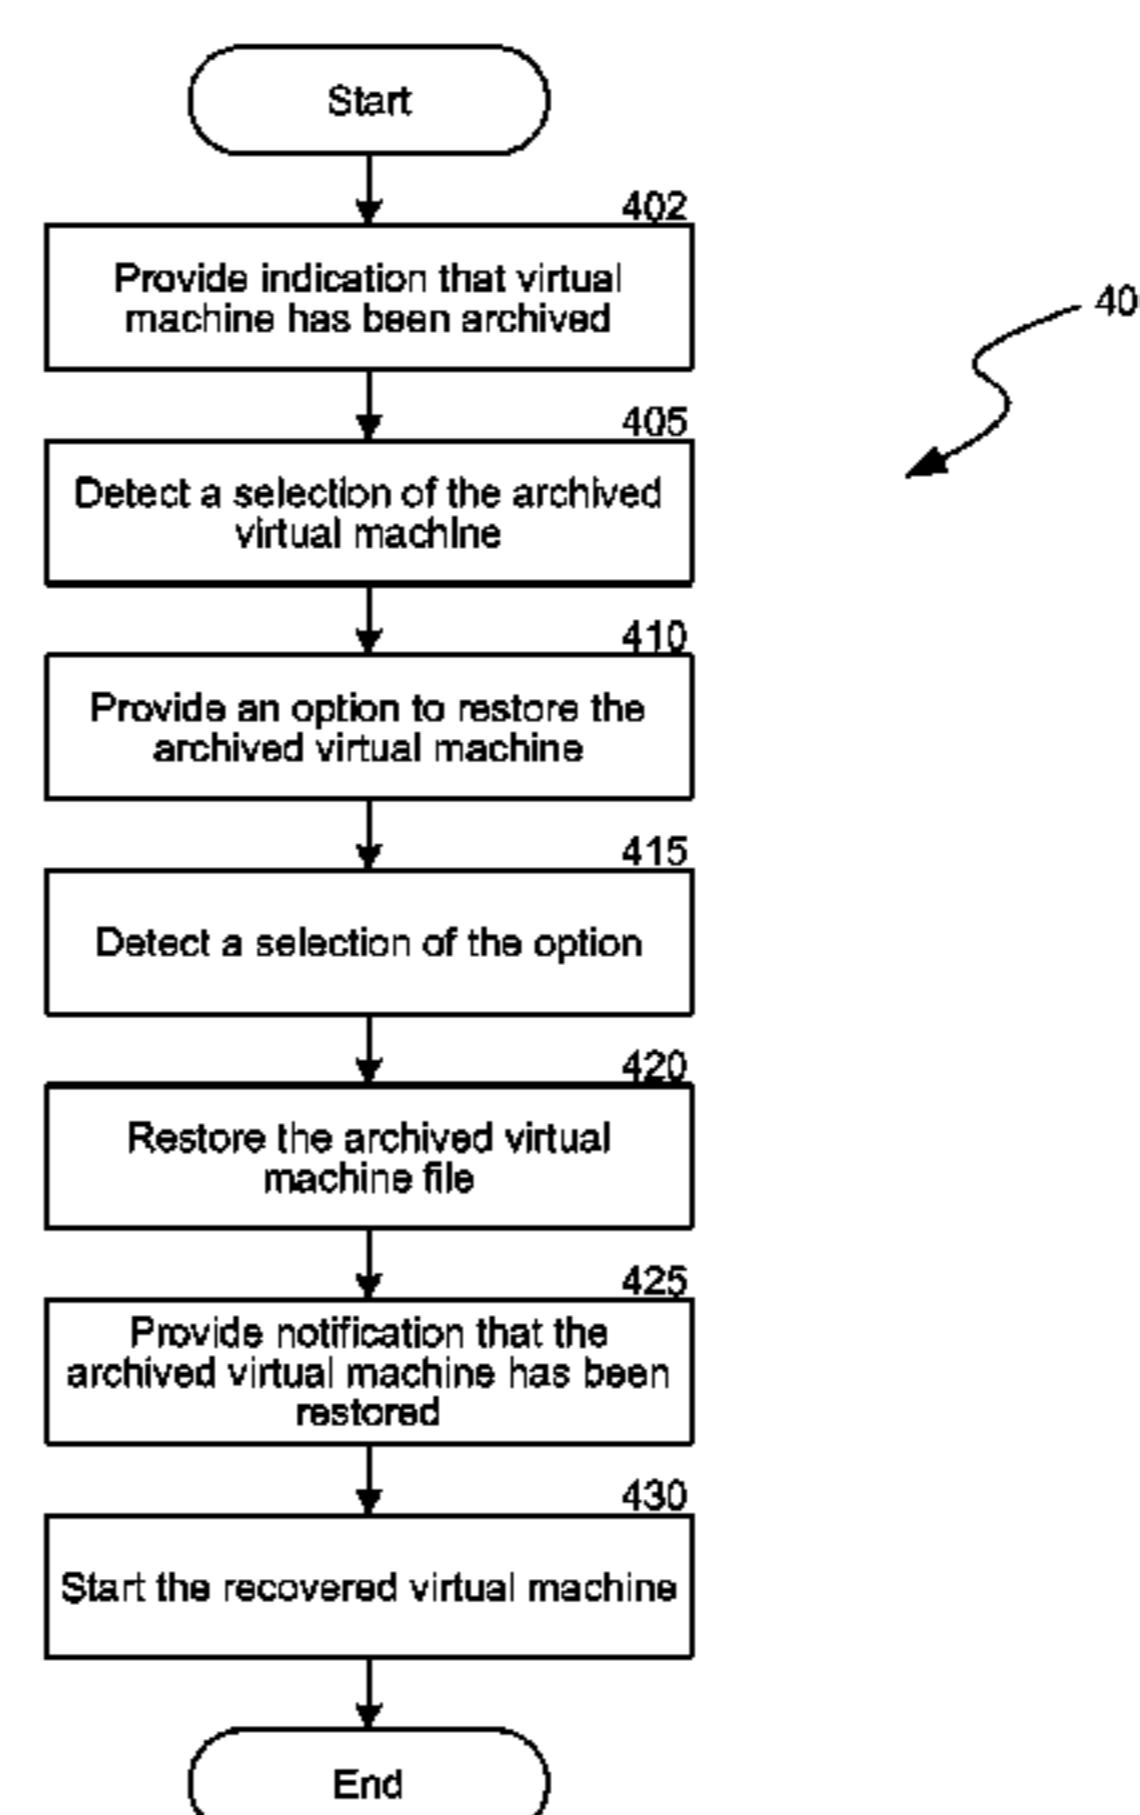 Start
402
Provide indication that virtual
machine has been archived
40
405
Detect a selection of the archived
virtual machine
410
Provide an option to restore the
archived virtual machine
415
Detect a selection of the option
420
Restore the archived virtual
machine file
425
Provide notification that the
archived virtual machine has been
restored
430
Start the recovered virtual machine
End